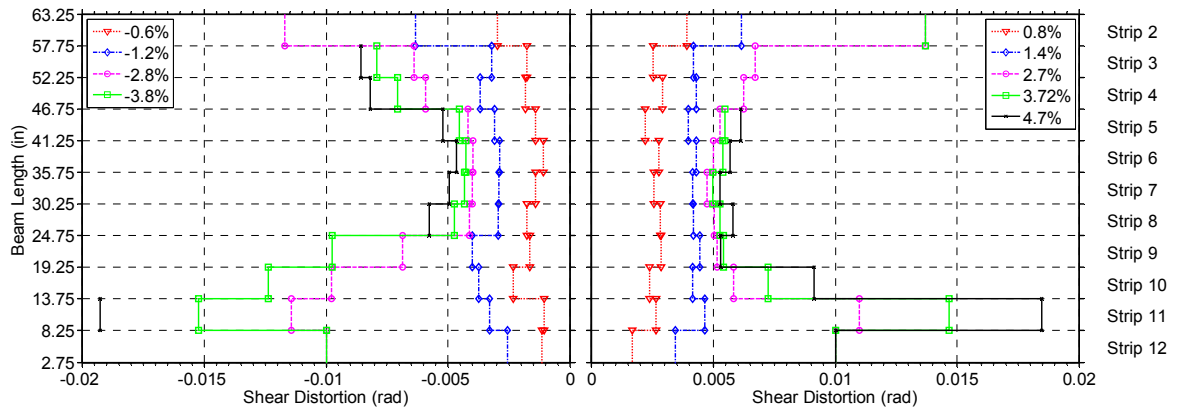 63.25
57.75
52.25
46.75
41.25
35.75
30.25
24.75
19.25
13.75
8.25
2.75
Beam Length (in)
-0.6%
-1.2%
-2.8%
-3.8%
-0.02
-0.015
-0.01
-0.005
0
Shear Distortion (rad)
0.8%
1.4%
2.7%
3.72%
4.7%
0
0.005
0.01
0.015
0.02
Shear Distortion (rad)
Strip 2
Strip 3
Strip 4
Strip 5
Strip 6
Strip 7
Strip 8
Strip 9
Strip 10
Strip 11
Strip 12